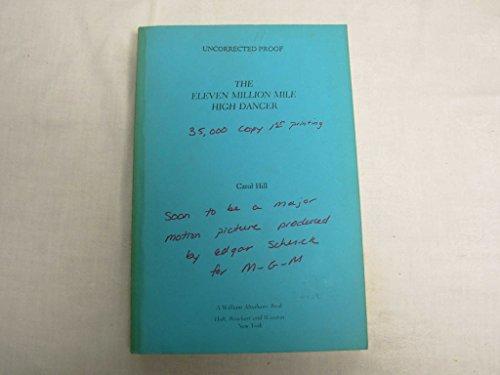 UNCORRECTED PROOF
THE
ELEVEN MILLION MILE
HIGH DANCER
35,000 copy 1st printing
Carol Hill
Soon to be a major
motion picture produced
by Edgar Scherick
for M-G-M
A William Abrahams Book
Holt, Rinehart and Winston
New York